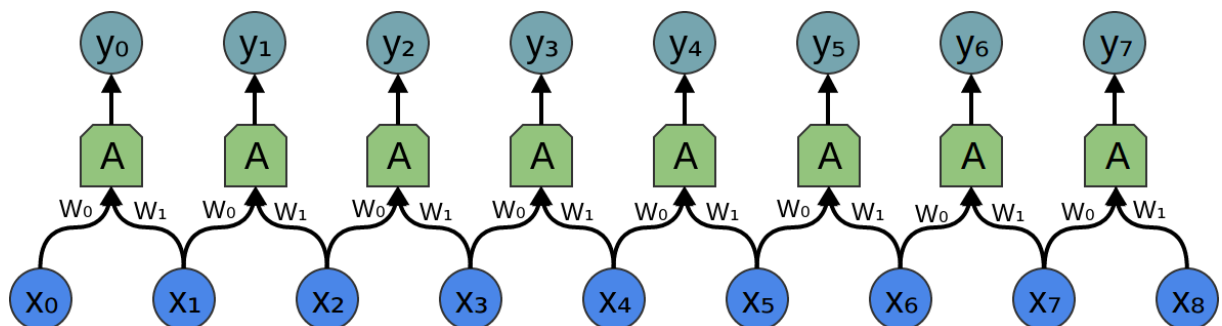 y₀ y₁ y₂ y₃ y₄ y₅ y₆ y₇
A A A A A A A A
W₀ W₁ W₀ W₁ W₀ W₁ W₀ W₁ W₀ W₁ W₀ W₁ W₀ W₁ W₀ W₁
x₀ x₁ x₂ x₃ x₄ x₅ x₆ x₇ x₈